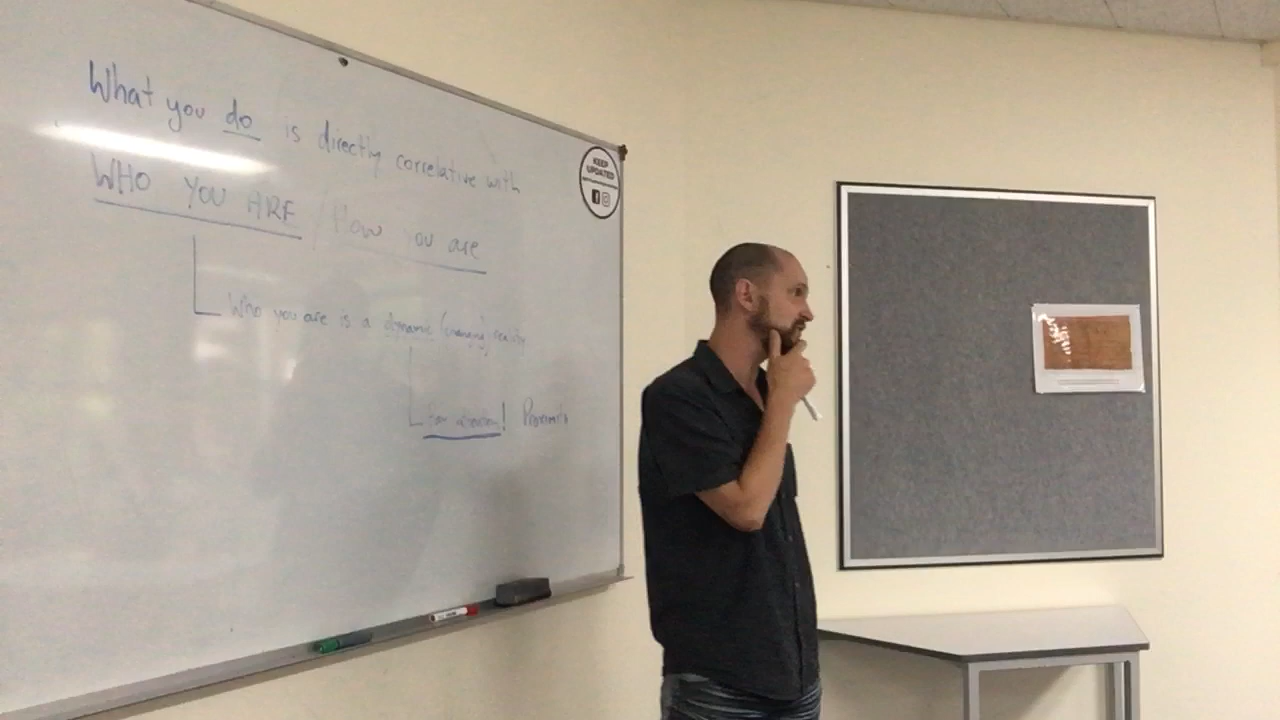 What you do is directly correlative with
WHO YOU ARE / How you are
Who you are is a dynamic (changing) reality
!
KEEP
UPDATED